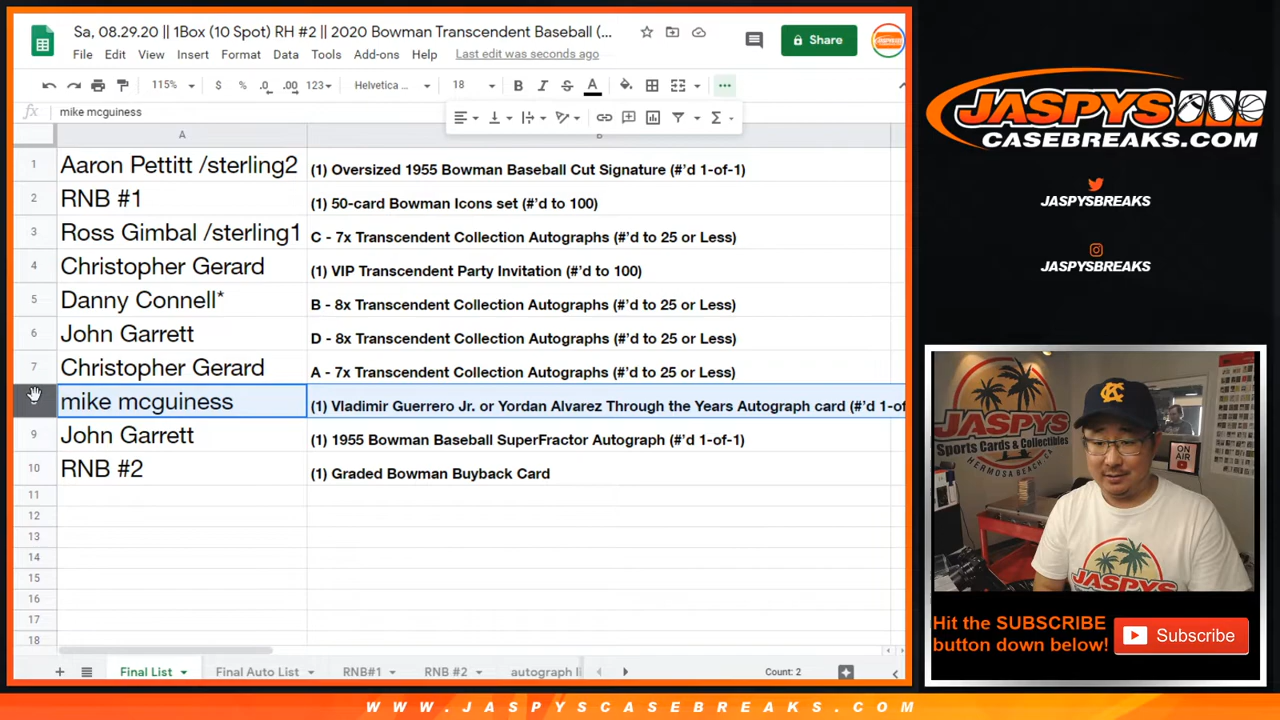 Sa, 08.29.20 || 1Box (10 Spot) RH #2 || 2020 Bowman Transcendent Baseball (...
Share
File Edit View Insert Format Data Tools Add-ons Help Last edit was seconds ago
115% $ % .0 .00 123 Helvetica ... 18 B I S A
fx mike mcguiness
A B
1 Aaron Pettitt /sterling2 (1) Oversized 1955 Bowman Baseball Cut Signature (#'d 1-of-1)
2 RNB #1 (1) 50-card Bowman Icons set (#'d to 100)
3 Ross Gimbal /sterling1 C - 7x Transcendent Collection Autographs (#'d to 25 or Less)
4 Christopher Gerard (1) VIP Transcendent Party Invitation (#'d to 100)
5 Danny Connell* B - 8x Transcendent Collection Autographs (#'d to 25 or Less)
6 John Garrett D - 8x Transcendent Collection Autographs (#'d to 25 or Less)
7 Christopher Gerard A - 7x Transcendent Collection Autographs (#'d to 25 or Less)
mike mcguiness (1) Vladimir Guerrero Jr. or Yordan Alvarez Through the Years Autograph card (#'d 1-of
9 John Garrett (1) 1955 Bowman Baseball SuperFractor Autograph (#'d 1-of-1)
10 RNB #2 (1) Graded Bowman Buyback Card
11
12
13
14
15
16
17
18
Final List Final Auto List RNB#1 RNB #2 autograph li Count: 2
JASPYS
CASEBREAKS.COM
JASPYSBREAKS
JASPYSBREAKS
JASPYS
Sports Cards & Collectibles
HERMOSA BEACH, CA
ON AIR
KC
JASPYS
Hit the SUBSCRIBE
button down below!
Subscribe
WWW.JASPYSCASEBREAKS.COM